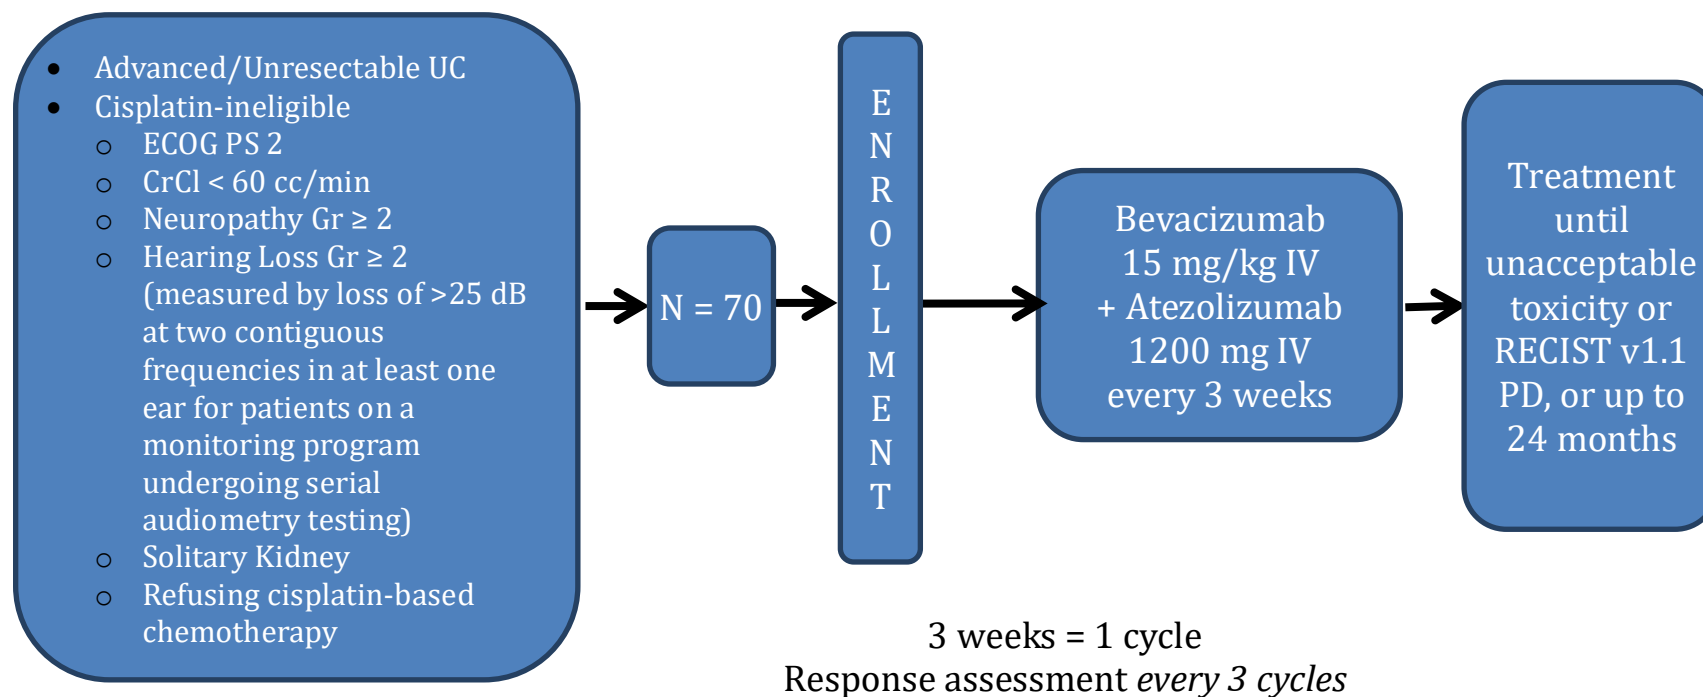 • Advanced/Unresectable UC
• Cisplatin-ineligible
o ECOG PS 2
o CrCl < 60 cc/min
o Neuropathy Gr ≥ 2
o Hearing Loss Gr ≥ 2
(measured by loss of >25 dB
at two contiguous
frequencies in at least one
ear for patients on a
monitoring program
undergoing serial
audiometry testing)
o Solitary Kidney
o Refusing cisplatin-based
chemotherapy
N = 70
E
N
R
O
L
L
M
E
N
T
Bevacizumab
15 mg/kg IV
+ Atezolizumab
1200 mg IV
every 3 weeks
Treatment
until
unacceptable
toxicity or
RECIST v1.1
PD, or up to
24 months
3 weeks = 1 cycle
Response assessment every 3 cycles